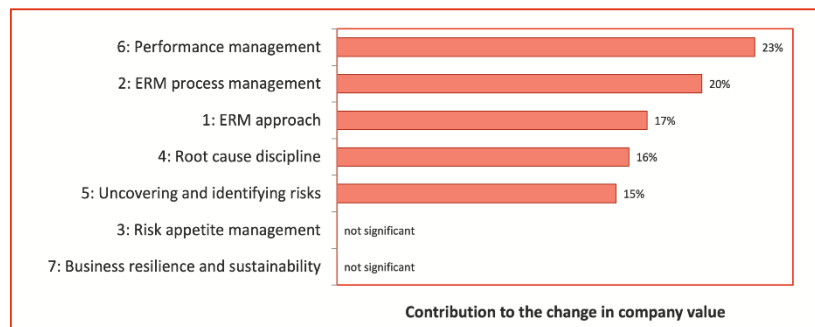 6: Performance management 23%
2: ERM process management 20%
1: ERM approach 17%
4: Root cause discipline 16%
5: Uncovering and identifying risks 15%
3: Risk appetite management not significant
7: Business resilience and sustainability not significant
Contribution to the change in company value